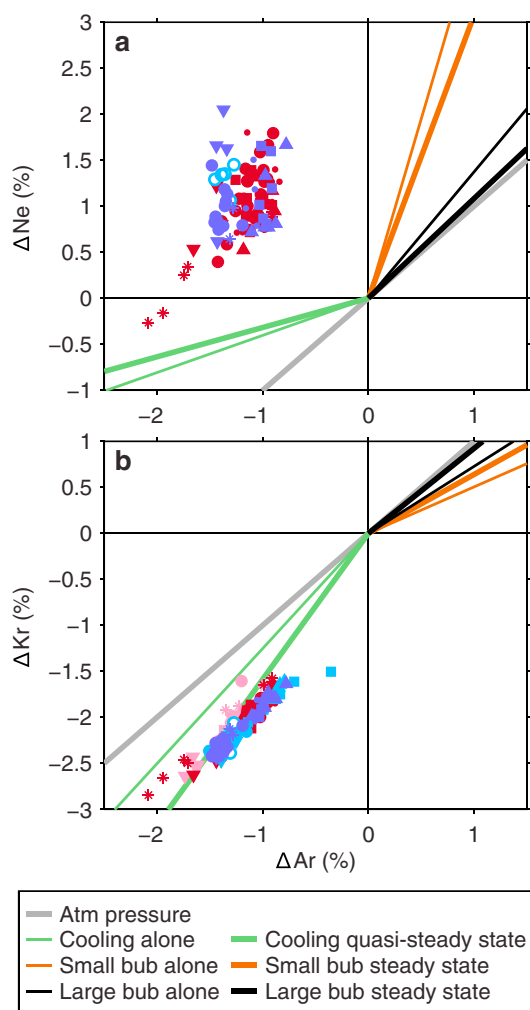 a
3
2.5
2
1.5
1
0.5
0
−0.5
−1
ΔNe (%)
−2 −1 0 1
b
1
0.5
0
−0.5
−1
−1.5
−2
−2.5
−3
ΔKr (%)
−2 −1 0 1
ΔAr (%)
Atm pressure
Cooling alone Cooling quasi-steady state
Small bub alone Small bub steady state
Large bub alone Large bub steady state